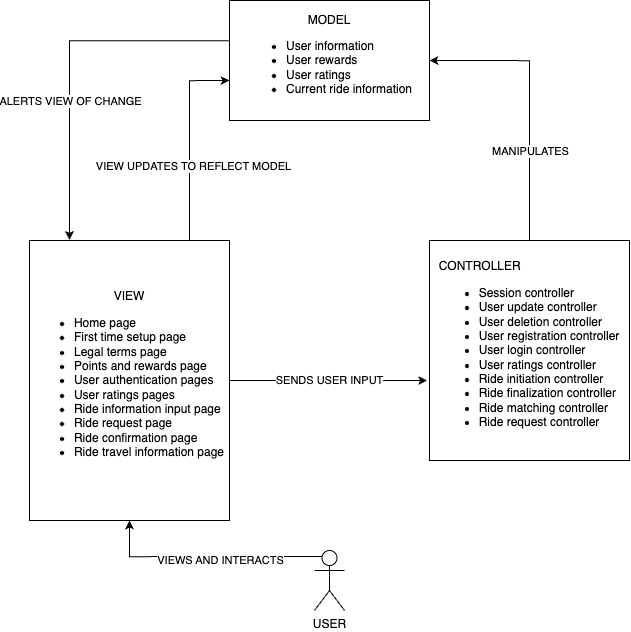 MODEL
User information
User rewards
User ratings
Current ride information
ALERTS VIEW OF CHANGE
VIEW UPDATES TO REFLECT MODEL
MANIPULATES
VIEW
Home page
First time setup page
Legal terms page
Points and rewards page
User authentication pages
User ratings pages
Ride information input page
Ride request page
Ride confirmation page
Ride travel information page
SENDS USER INPUT
CONTROLLER
Session controller
User update controller
User deletion controller
User registration controller
User login controller
User ratings controller
Ride initiation controller
Ride finalization controller
Ride matching controller
Ride request controller
VIEWS AND INTERACTS
USER